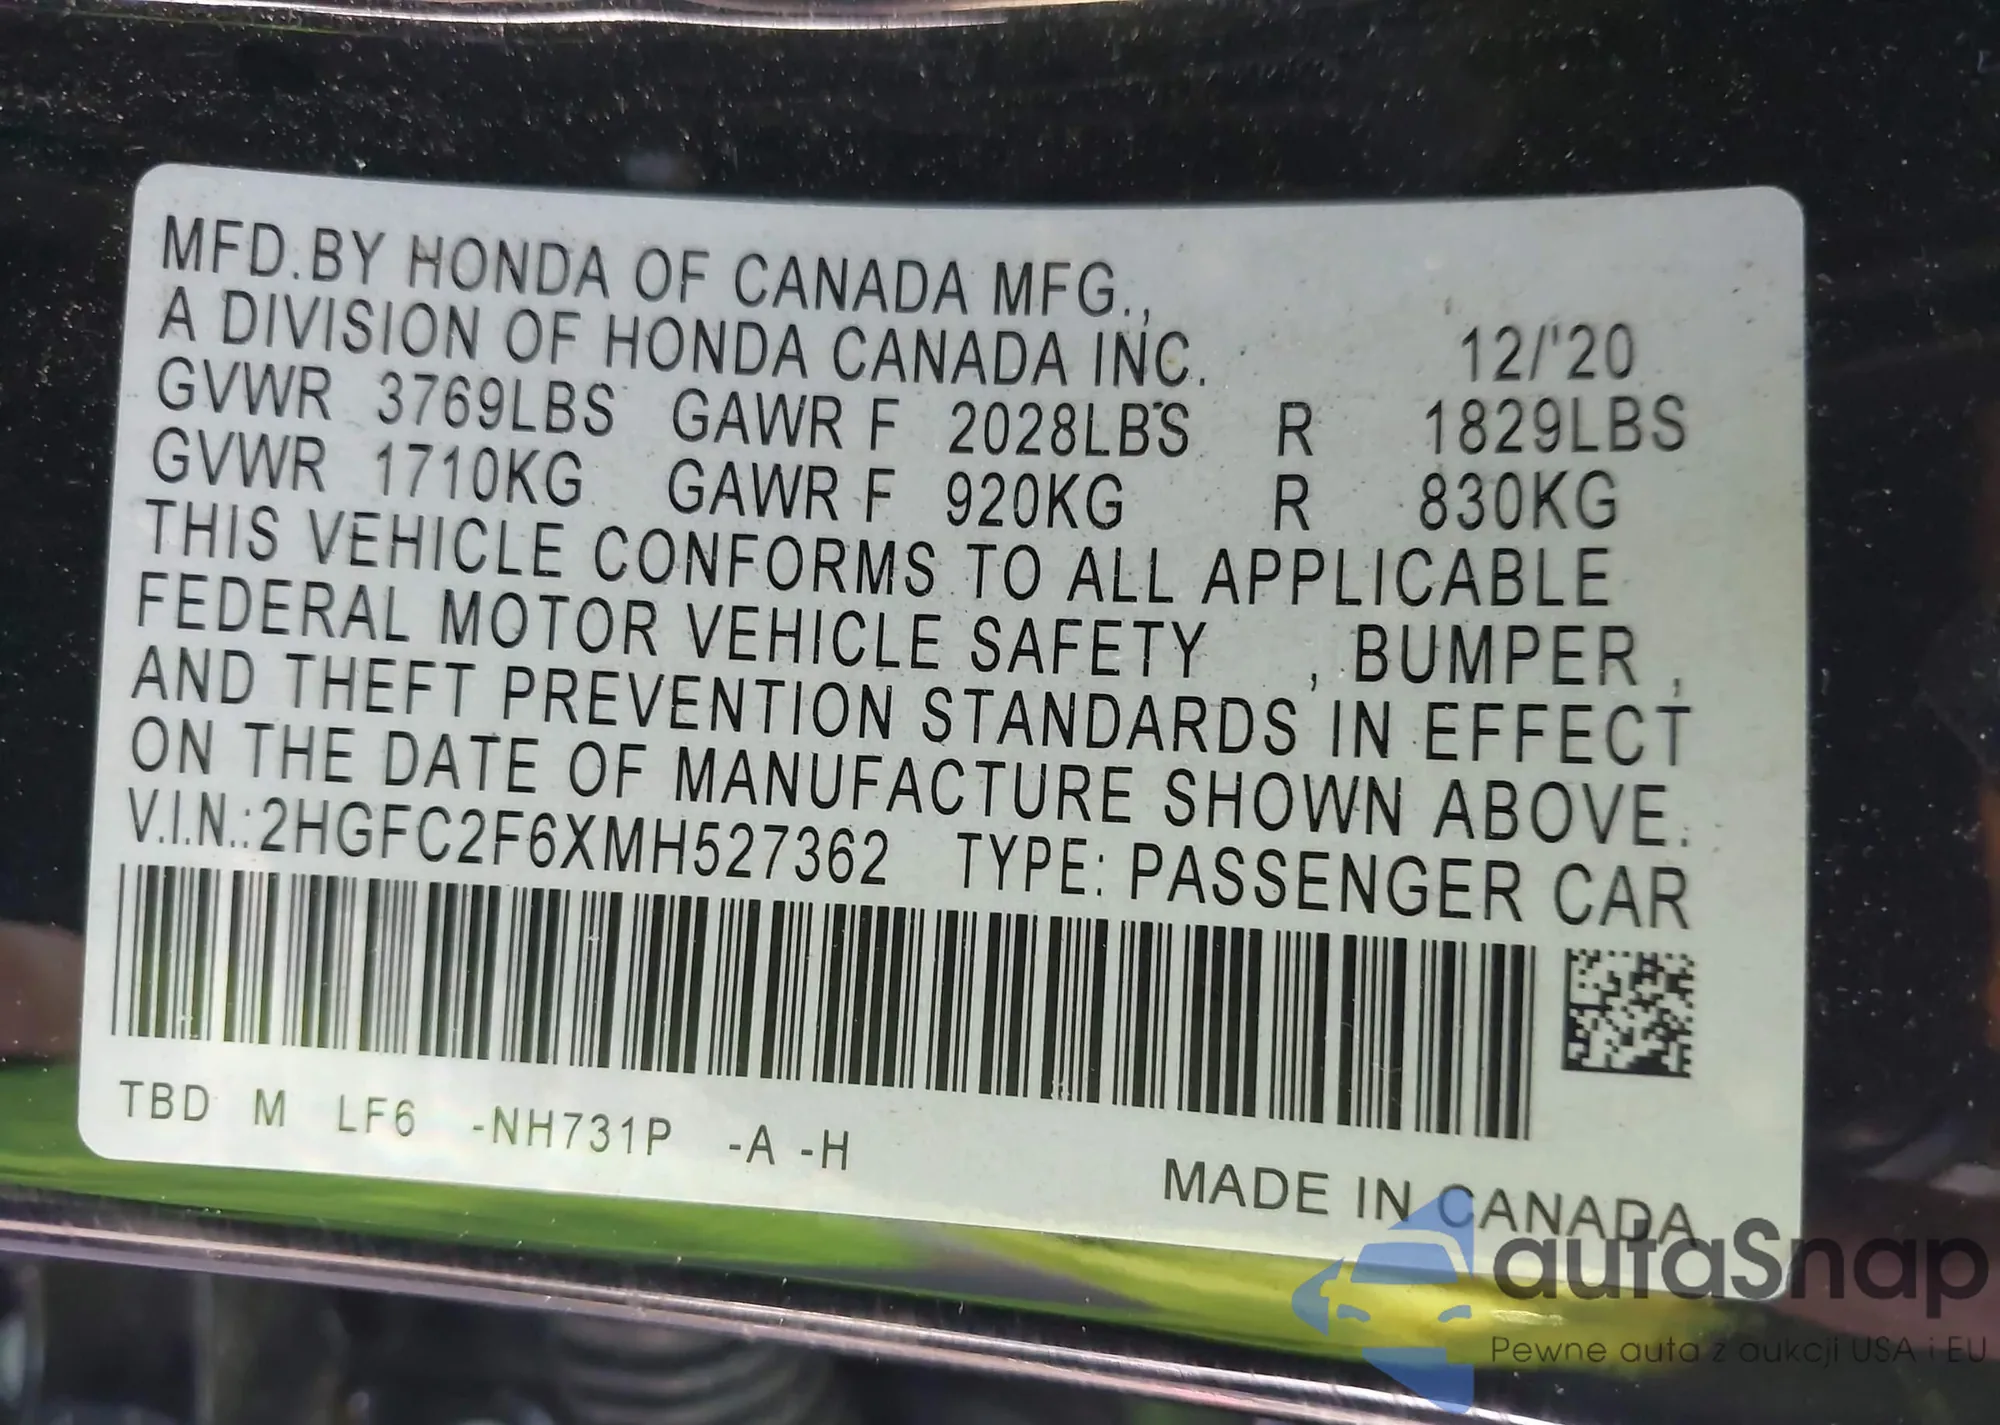 MFD.BY HONDA OF CANADA MFG.,
A DIVISION OF HONDA CANADA INC. 12/'20
GVWR 3769LBS GAWR F 2028LBS R 1829LBS
GVWR 1710KG GAWR F 920KG R 830KG
THIS VEHICLE CONFORMS TO ALL APPLICABLE
FEDERAL MOTOR VEHICLE SAFETY , BUMPER ,
AND THEFT PREVENTION STANDARDS IN EFFECT
ON THE DATE OF MANUFACTURE SHOWN ABOVE.
V.I.N.:2HGFC2F6XMH527362 TYPE: PASSENGER CAR
TBD M LF6 -NH731P -A -H
MADE IN CANADA
autaSnap
Pewne auta z aukcji USA i EU